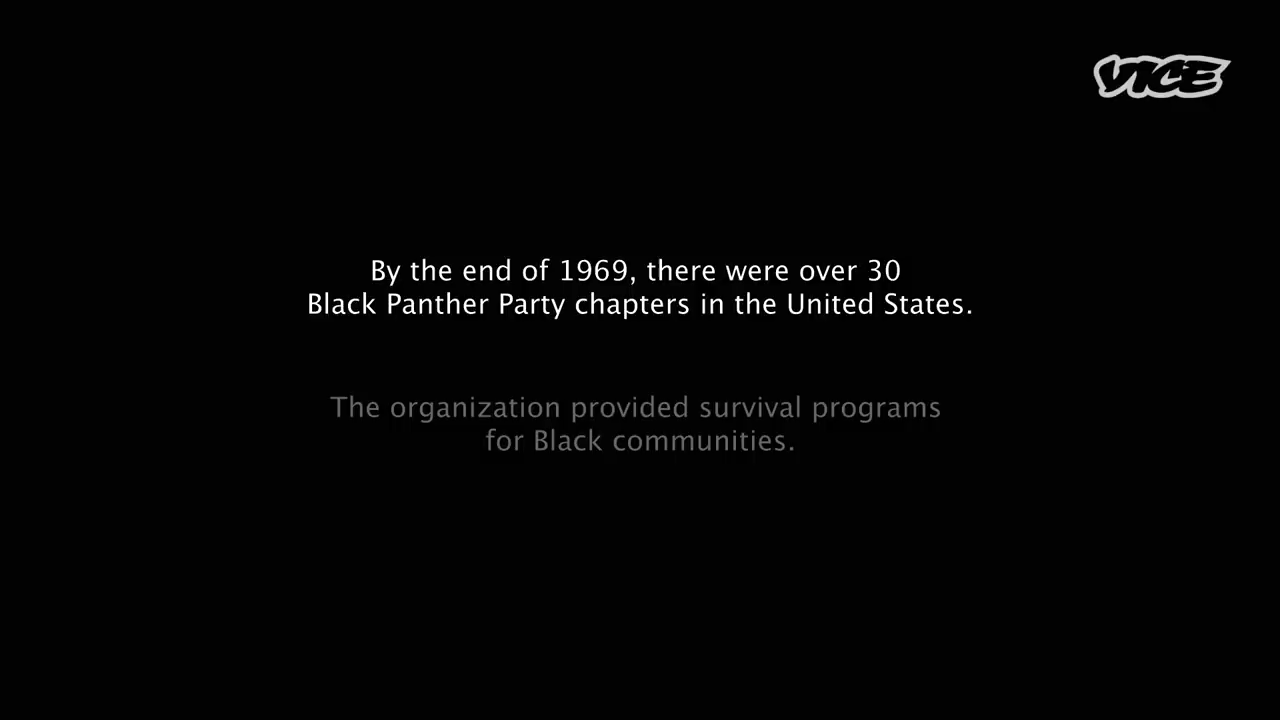 VICE
By the end of 1969, there were over 30
Black Panther Party chapters in the United States.
The organization provided survival programs
for Black communities.